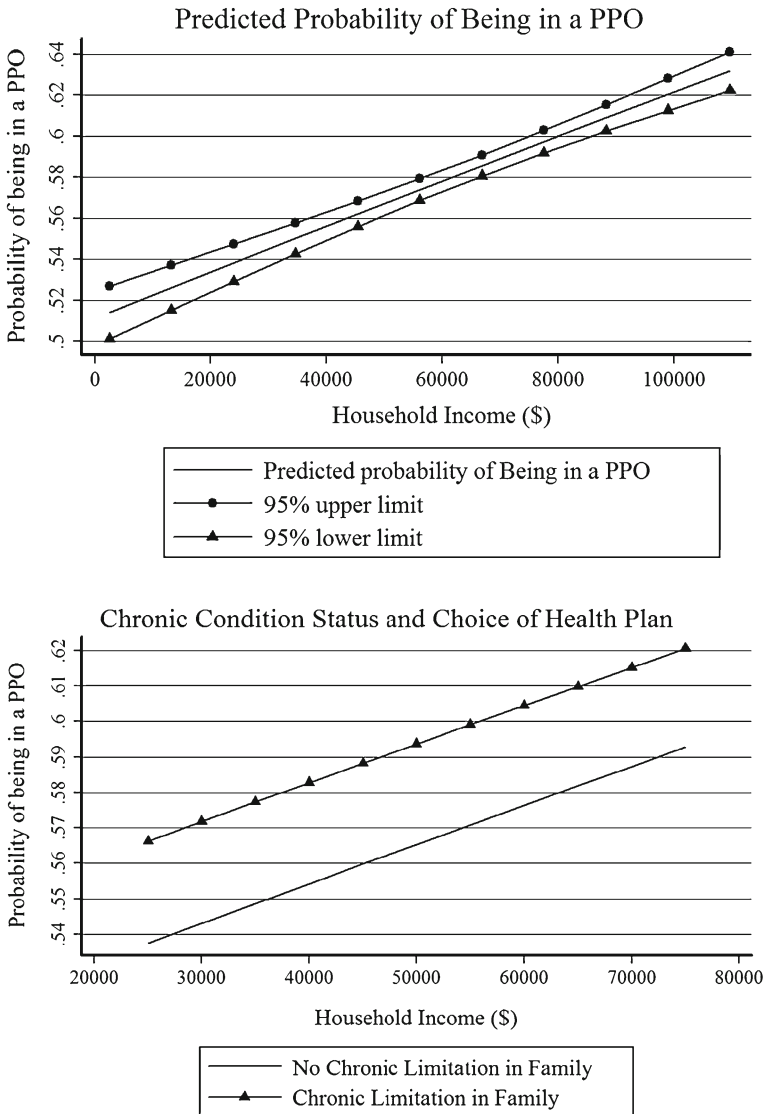 Predicted Probability of Being in a PPO
Probability of being in a PPO
.64
.62
.6
.58
.56
.54
.52
.5
0 20000 40000 60000 80000 100000
Household Income ($)
Predicted probability of Being in a PPO
95% upper limit
95% lower limit
Chronic Condition Status and Choice of Health Plan
Probability of being in a PPO
.62
.61
.6
.59
.58
.57
.56
.55
.54
20000 30000 40000 50000 60000 70000 80000
Household Income ($)
No Chronic Limitation in Family
Chronic Limitation in Family